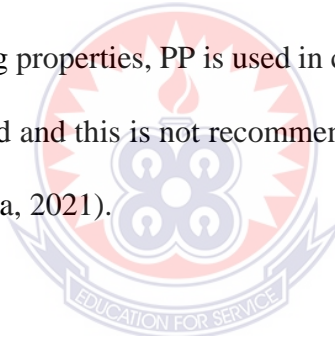 g properties, PP is used in
d and this is not recommen
a, 2021).
EDUCATION FOR SERVICE